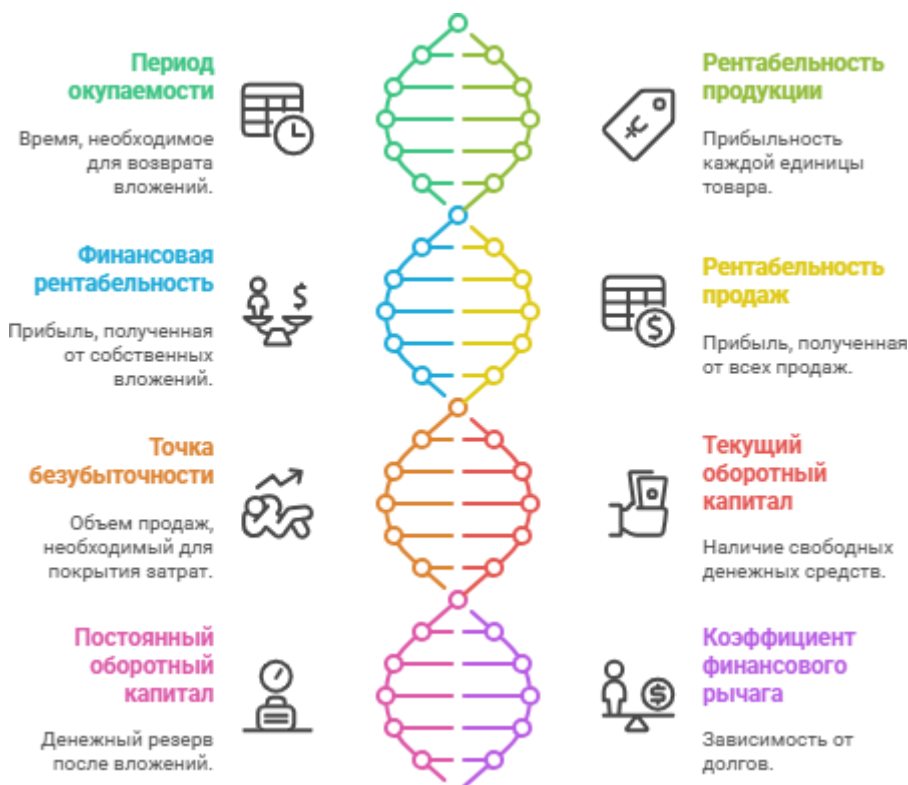 Период
окупаемости
Время, необходимое
для возврата
вложений.
Рентабельность
продукции
Прибыльность
каждой единицы
товара.
Финансовая
рентабельность
Прибыль, полученная
от собственных
вложений.
Рентабельность
продаж
Прибыль, полученная
от всех продаж.
Точка
безубыточности
Объем продаж,
необходимый для
покрытия затрат.
Текущий
оборотный
капитал
Наличие свободных
денежных средств.
Постоянный
оборотный
капитал
Денежный резерв
после вложений.
Коэффициент
финансового
рычага
Зависимость от
долгов.